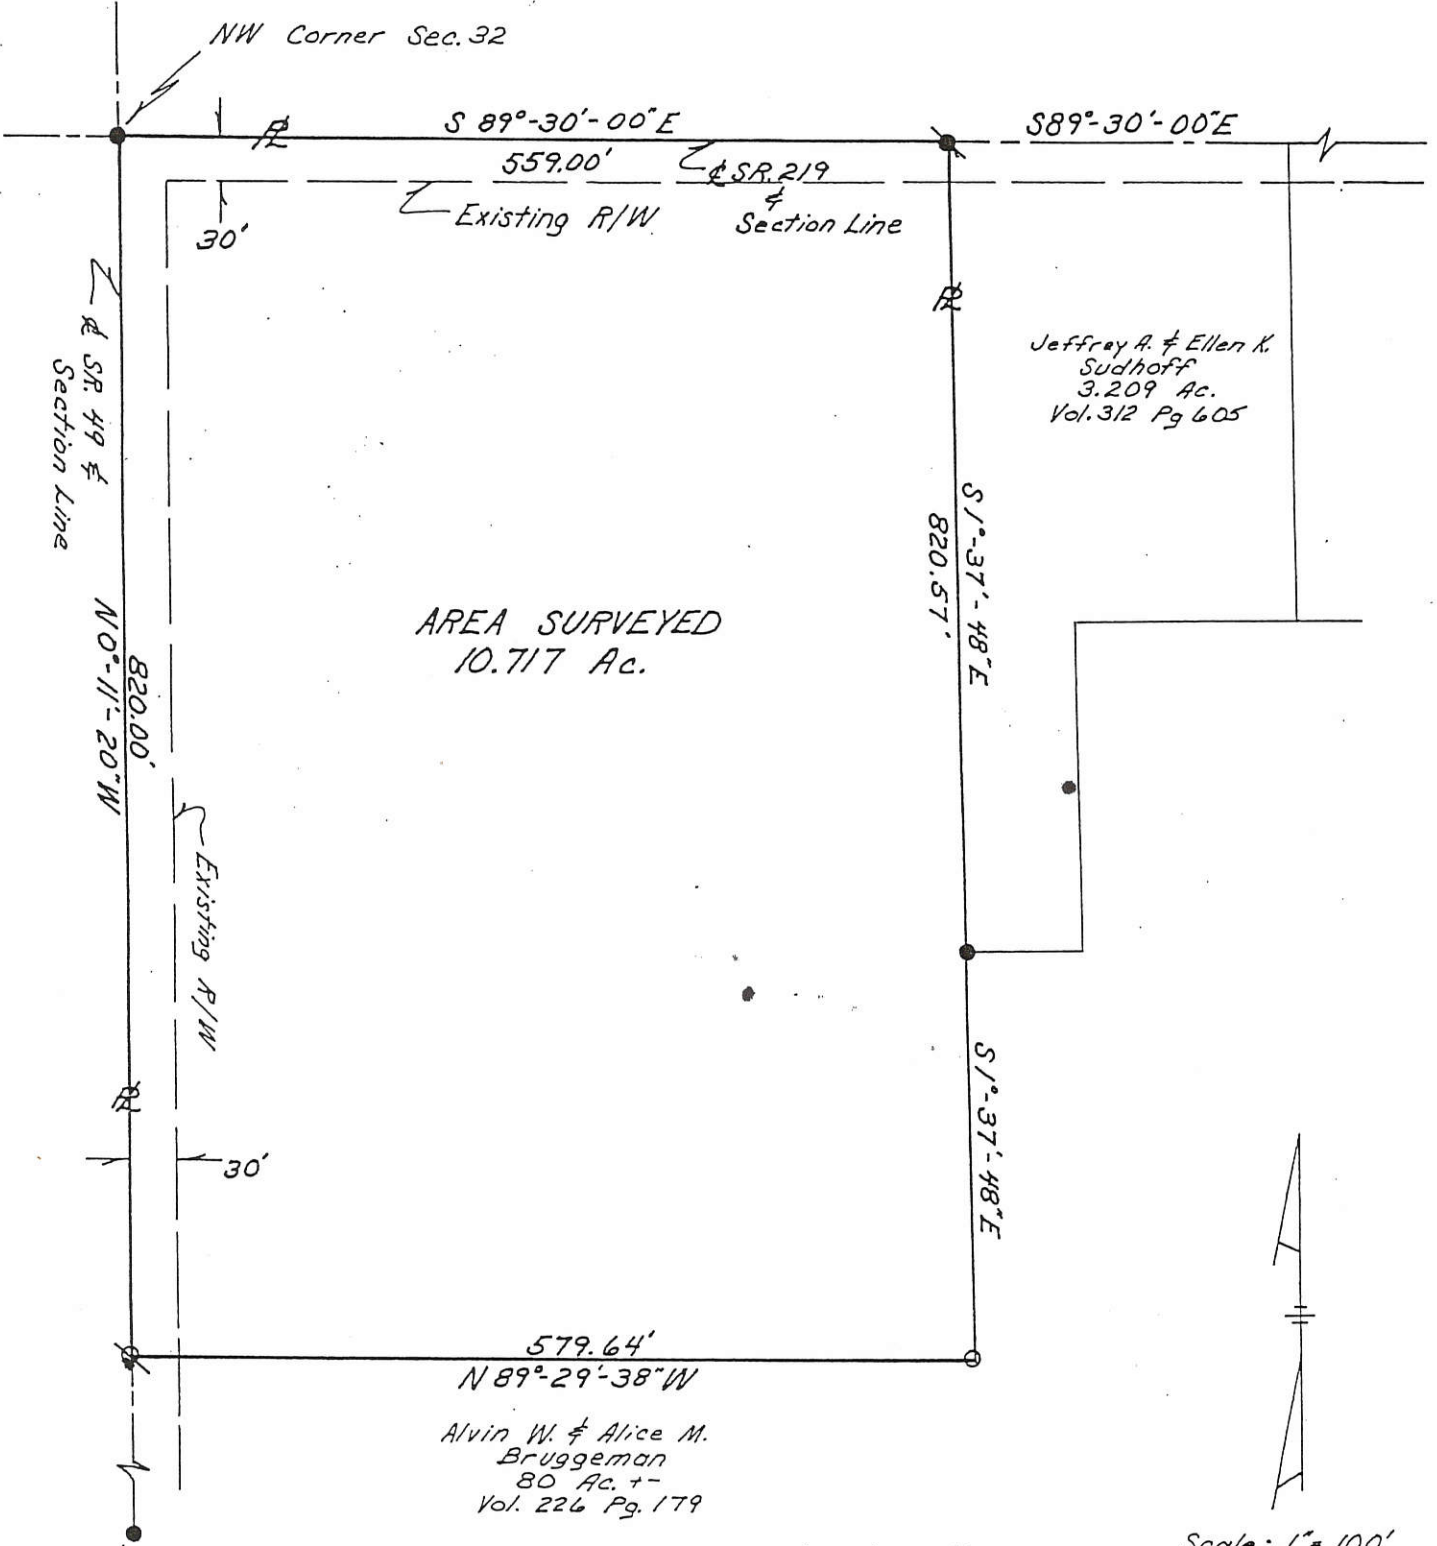 NW Corner Sec. 32
S 89°-30'-00"E
S89°-30'-00"E
PL
559.00'
℄ SR. 219
&
Section Line
Existing R/W
30'
℄ SR 49 &
Section Line
PL
Jeffrey A. & Ellen K.
Sudhoff
3.209 Ac.
Vol. 312 Pg 605
S 1°-37'-48"E
820.57'
AREA SURVEYED
10.717 Ac.
820.00'
N 0°-11'-20"W
Existing R/W
S 1°-37'-48"E
PL
30'
579.64'
N 89°-29'-38"W
Alvin W. & Alice M.
Bruggeman
80 Ac. +-
Vol. 226 Pg. 179
Scale: 1"= 100'